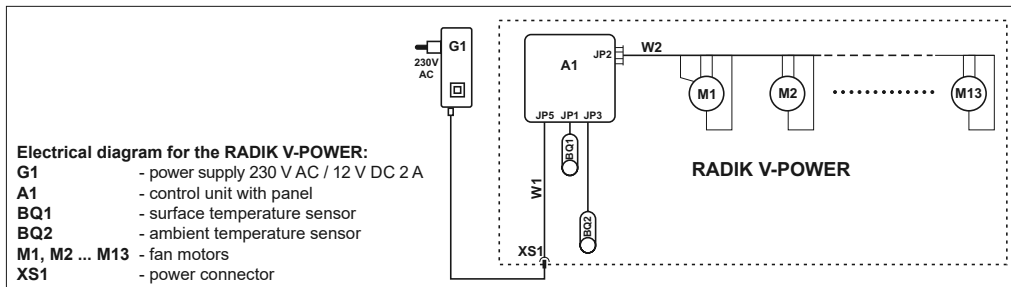 G1
230V
AC
A1
JP2
W2
M1
M2
M13
JP5 JP1 JP3
BQ1
W1
BQ2
XS1
RADIK V-POWER
Electrical diagram for the RADIK V-POWER:
G1 - power supply 230 V AC / 12 V DC 2 A
A1 - control unit with panel
BQ1 - surface temperature sensor
BQ2 - ambient temperature sensor
M1, M2 ... M13 - fan motors
XS1 - power connector